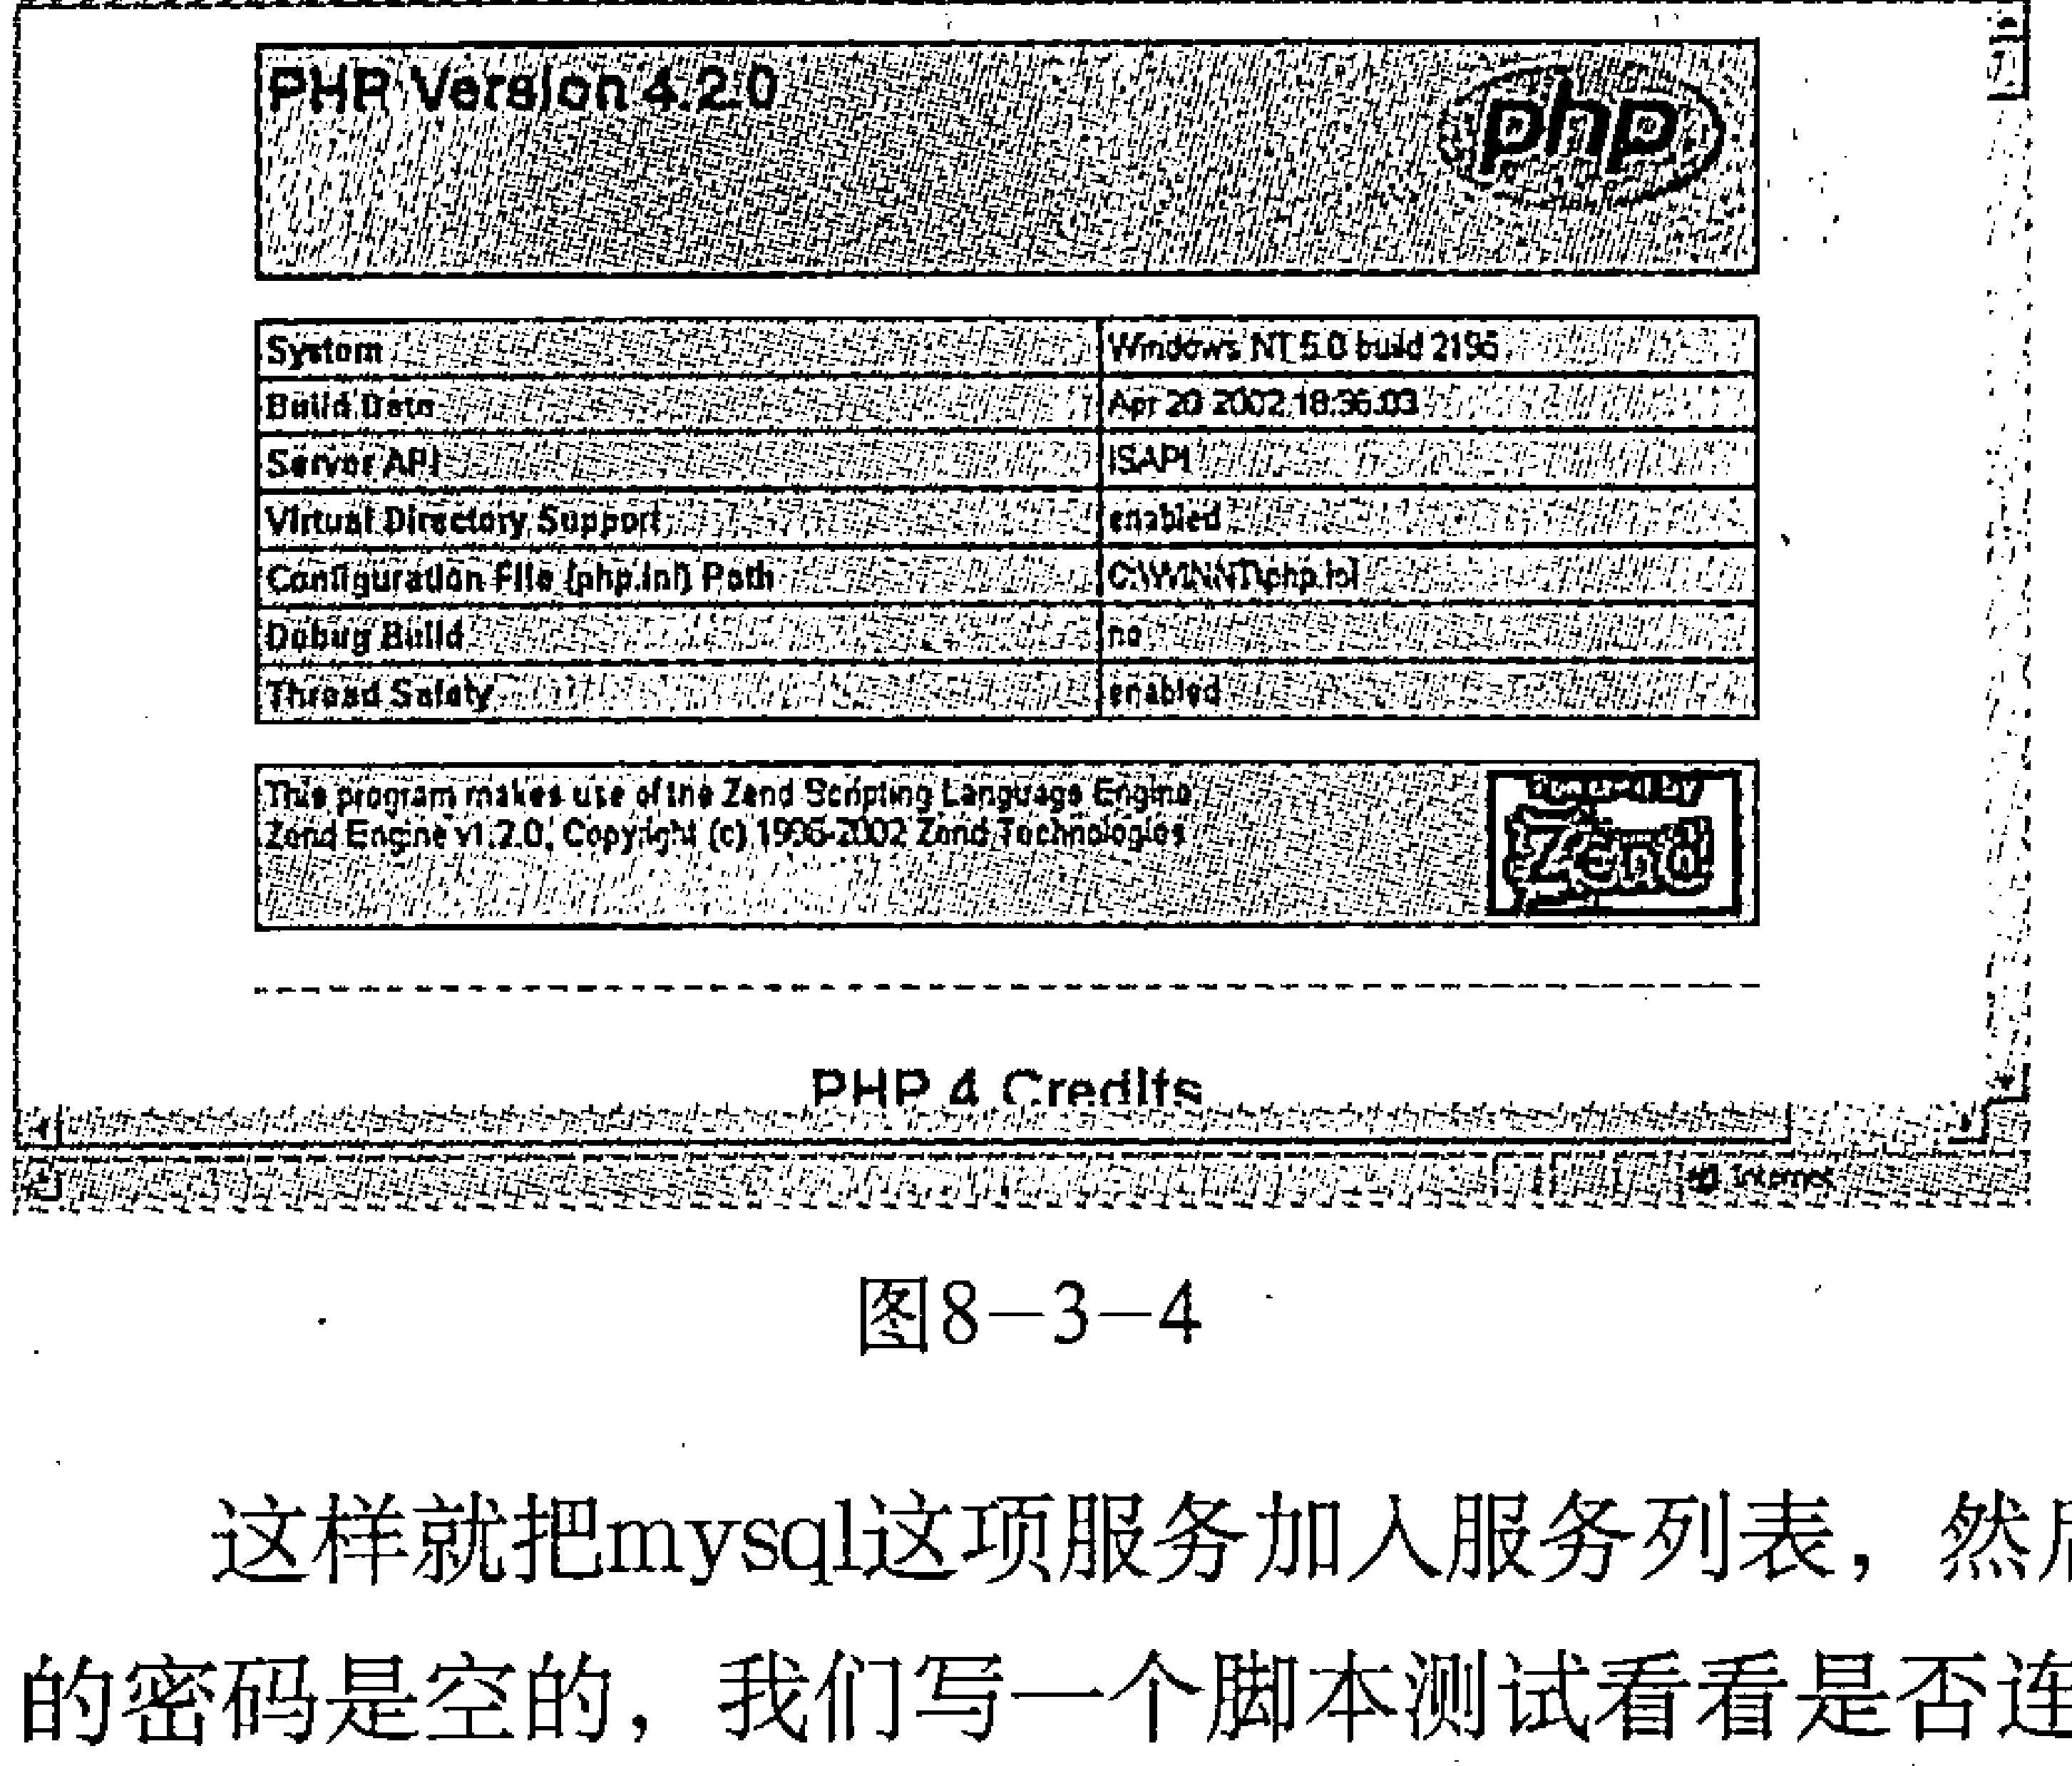 PHP Version 4.2.0
php
System Windows NT 5.0 build 2195
Build Date Apr 20 2002 18:36:03
Server API ISAPI
Virtual Directory Support enabled
Configuration File (php.ini) Path C:\WINNT\php.ini
Debug Build no
Thread Safety enabled
This program makes use of the Zend Scripting Language Engine:
Zend Engine v1.2.0, Copyright (c) 1998-2002 Zend Technologies
Powered by
Zend
PHP 4 Credits
Internet
图8-3-4
这样就把mysql这项服务加入服务列表，然后
的密码是空的，我们写一个脚本测试看看是否连